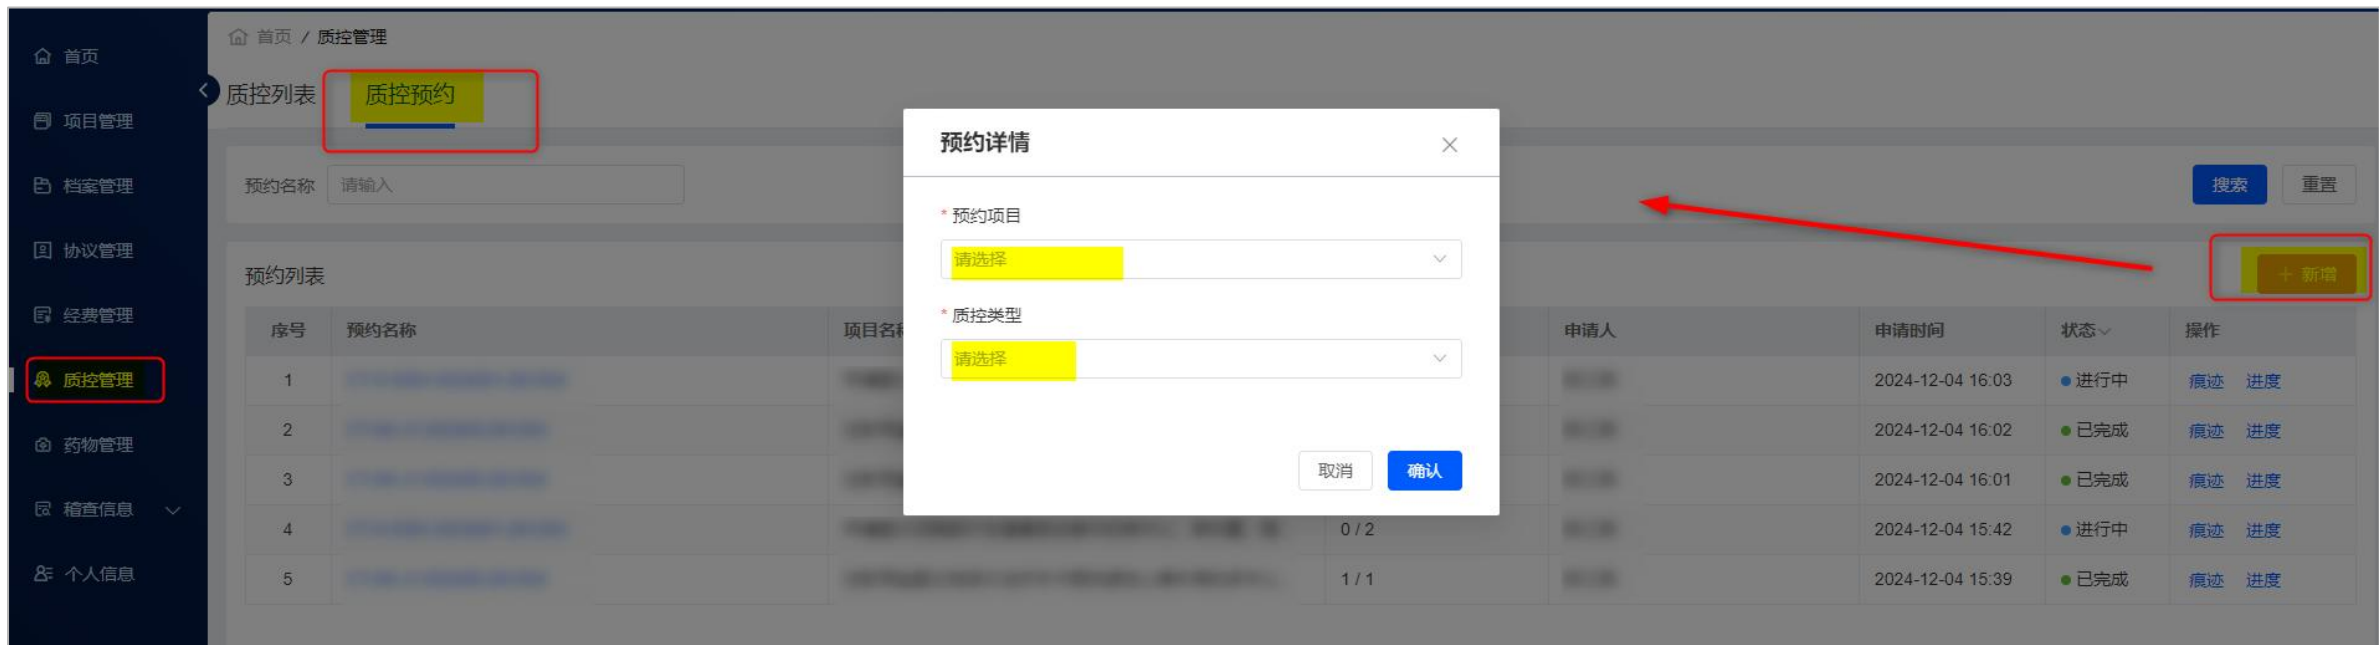 首页
项目管理
档案管理
协议管理
经费管理
质控管理
药物管理
稽查信息
个人信息
首页 / 质控管理
质控列表 质控预约
预约名称 请输入 搜索 重置
预约列表 + 新增
序号 预约名称 申请人 申请时间 状态 操作
1 2024-12-04 16:03 进行中 痕迹 进度
2 2024-12-04 16:02 已完成 痕迹 进度
3 2024-12-04 16:01 已完成 痕迹 进度
4 0 / 2 2024-12-04 15:42 进行中 痕迹 进度
5 1 / 1 2024-12-04 15:39 已完成 痕迹 进度
预约详情
* 预约项目
请选择
* 质控类型
请选择
取消 确认